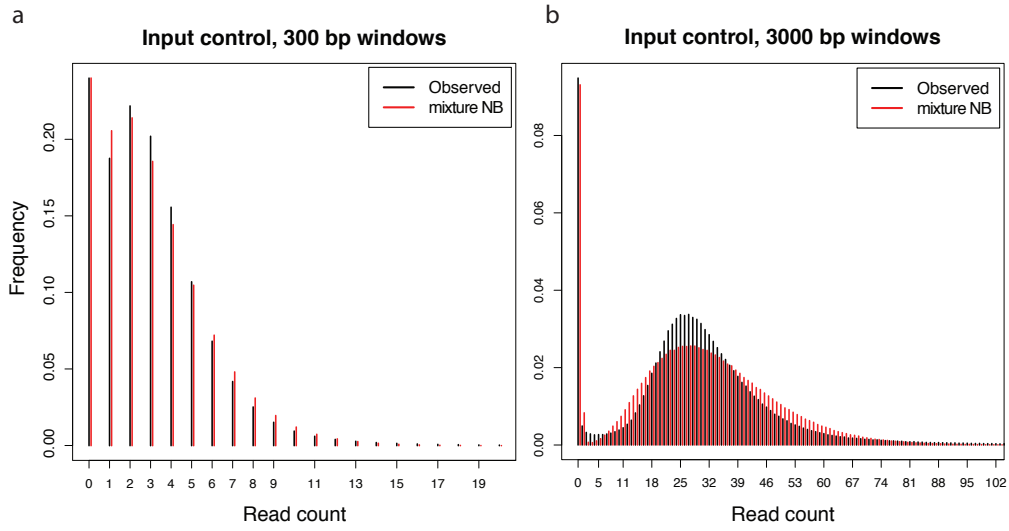 a
Input control, 300 bp windows
Observed
mixture NB
Frequency
0.00 0.05 0.10 0.15 0.20
0 1 2 3 4 5 6 7 8 9 11 13 15 17 19
Read count
b
Input control, 3000 bp windows
Observed
mixture NB
0.00 0.02 0.04 0.06 0.08
0 5 11 18 25 32 39 46 53 60 67 74 81 88 95 102
Read count